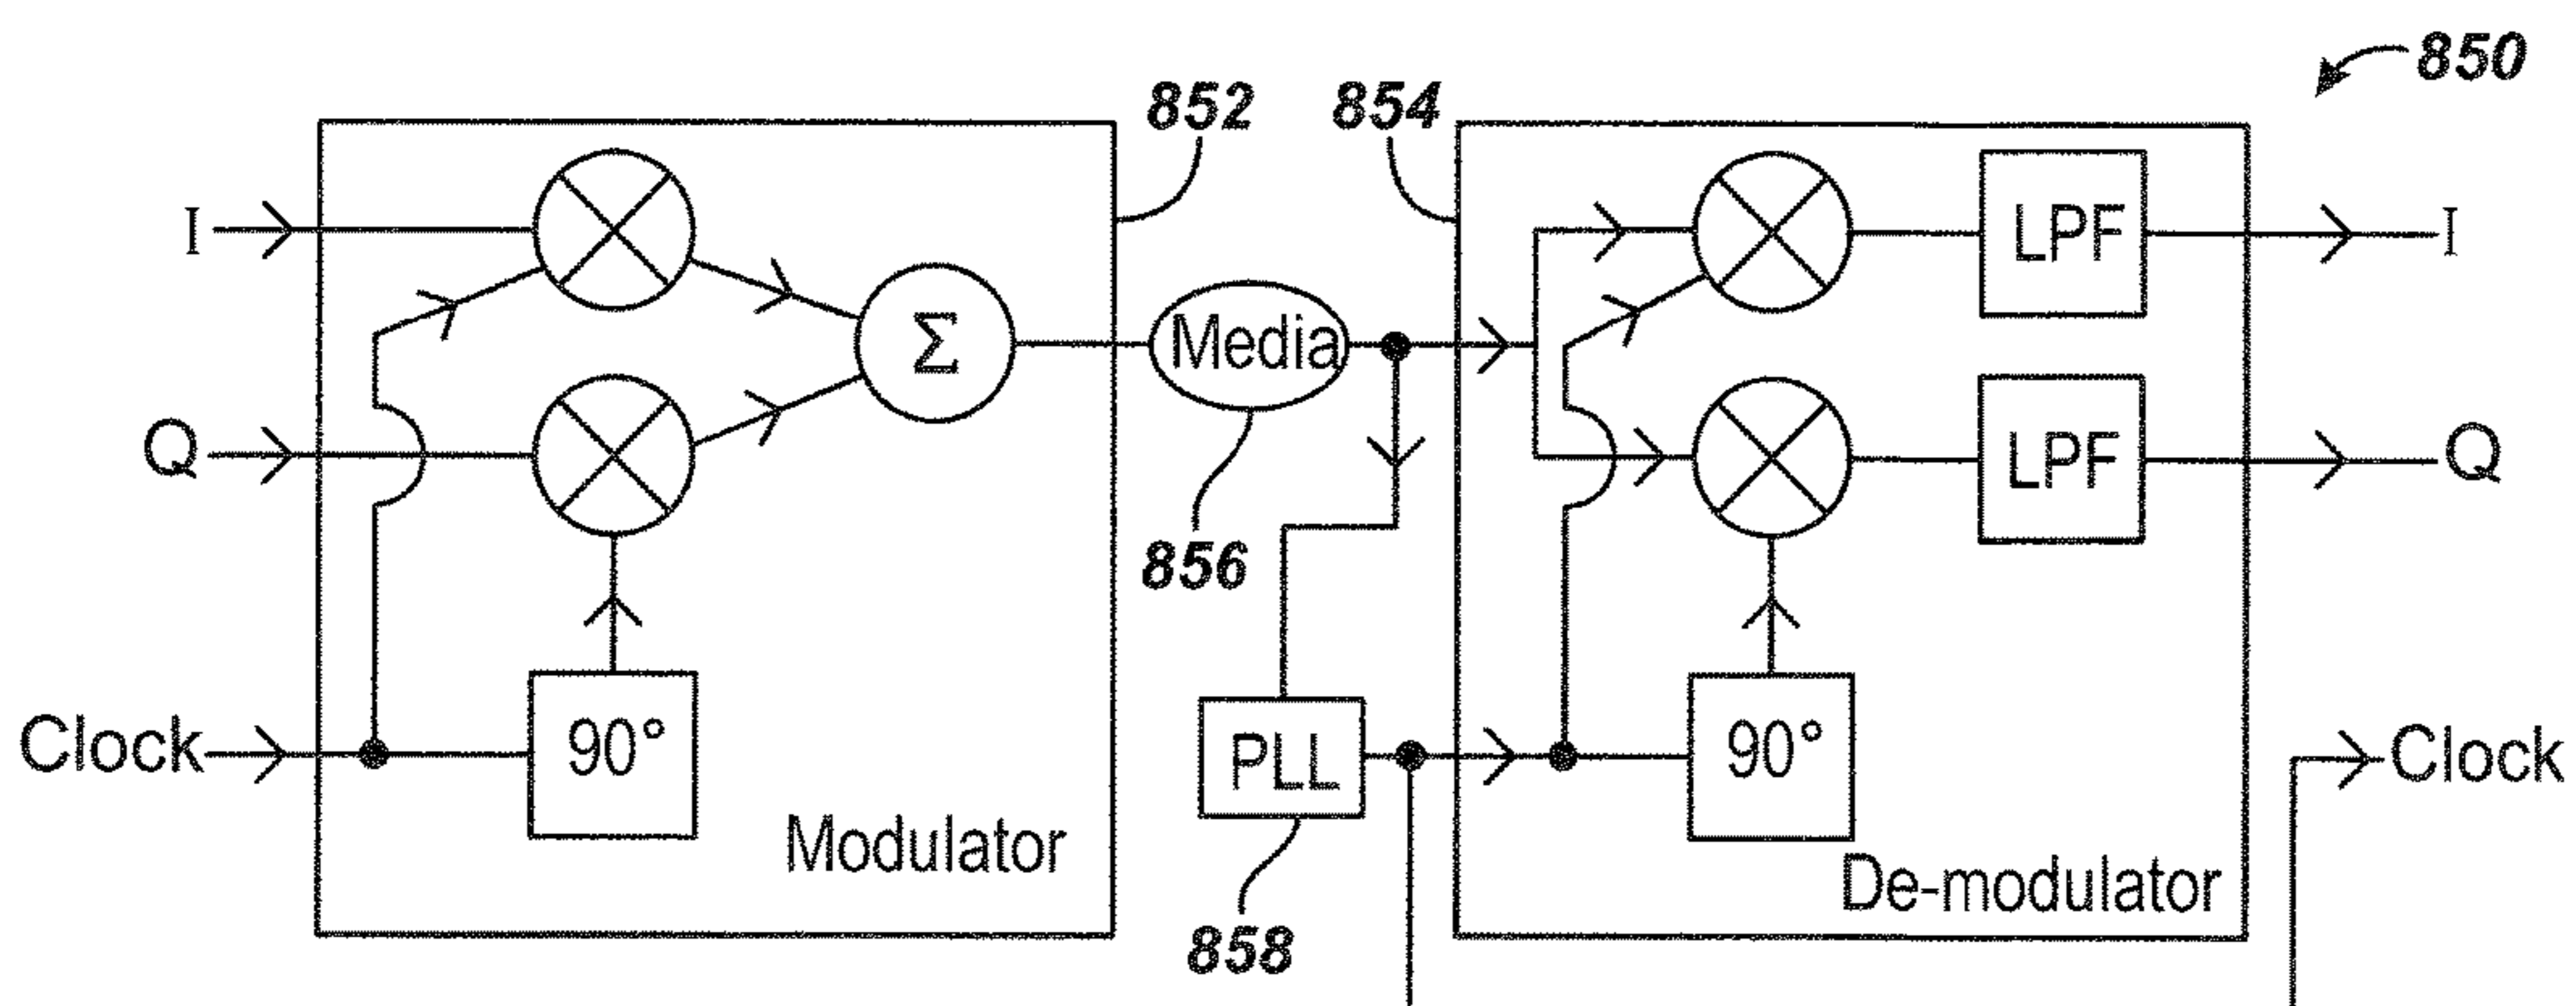 850
852
854
I
LPF
I
Σ
Media
Q
LPF
Q
856
Clock
90°
PLL
90°
Clock
Modulator
De-modulator
858